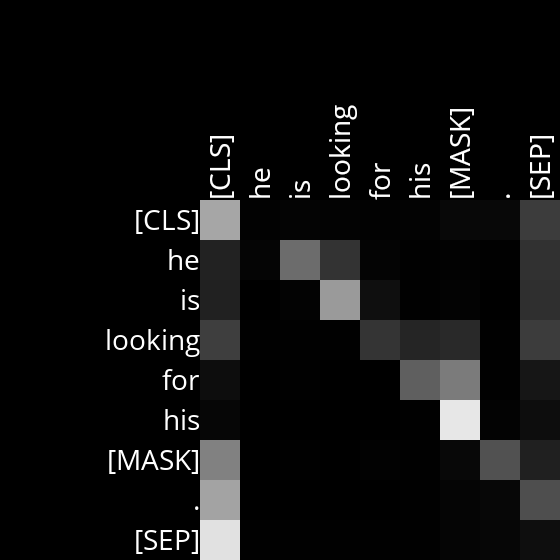 [CLS] he is looking for his [MASK] . [SEP]
[CLS]
he
is
looking
for
his
[MASK]
.
[SEP]